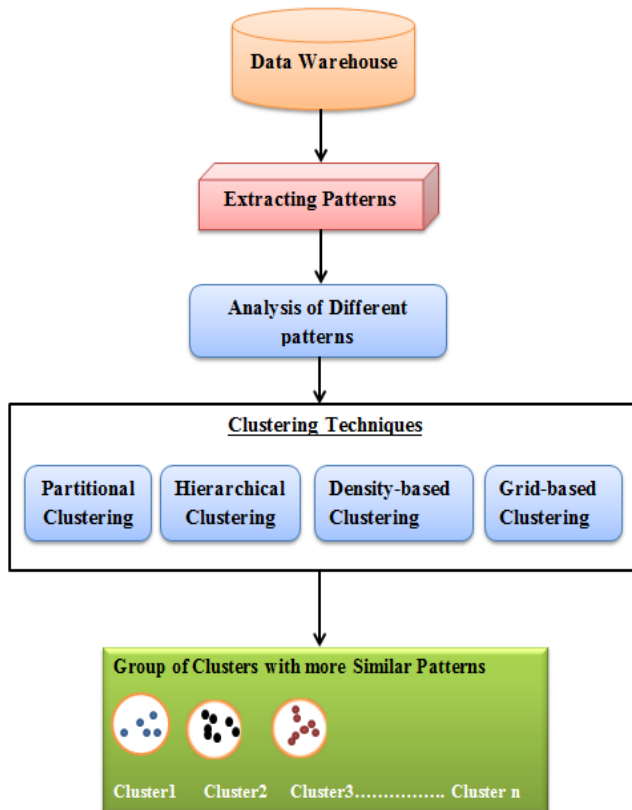 Data Warehouse
Extracting Patterns
Analysis of Different
patterns
Clustering Techniques
Partitional
Clustering
Hierarchical
Clustering
Density-based
Clustering
Grid-based
Clustering
Group of Clusters with more Similar Patterns
Cluster1 Cluster2 Cluster3................ Cluster n